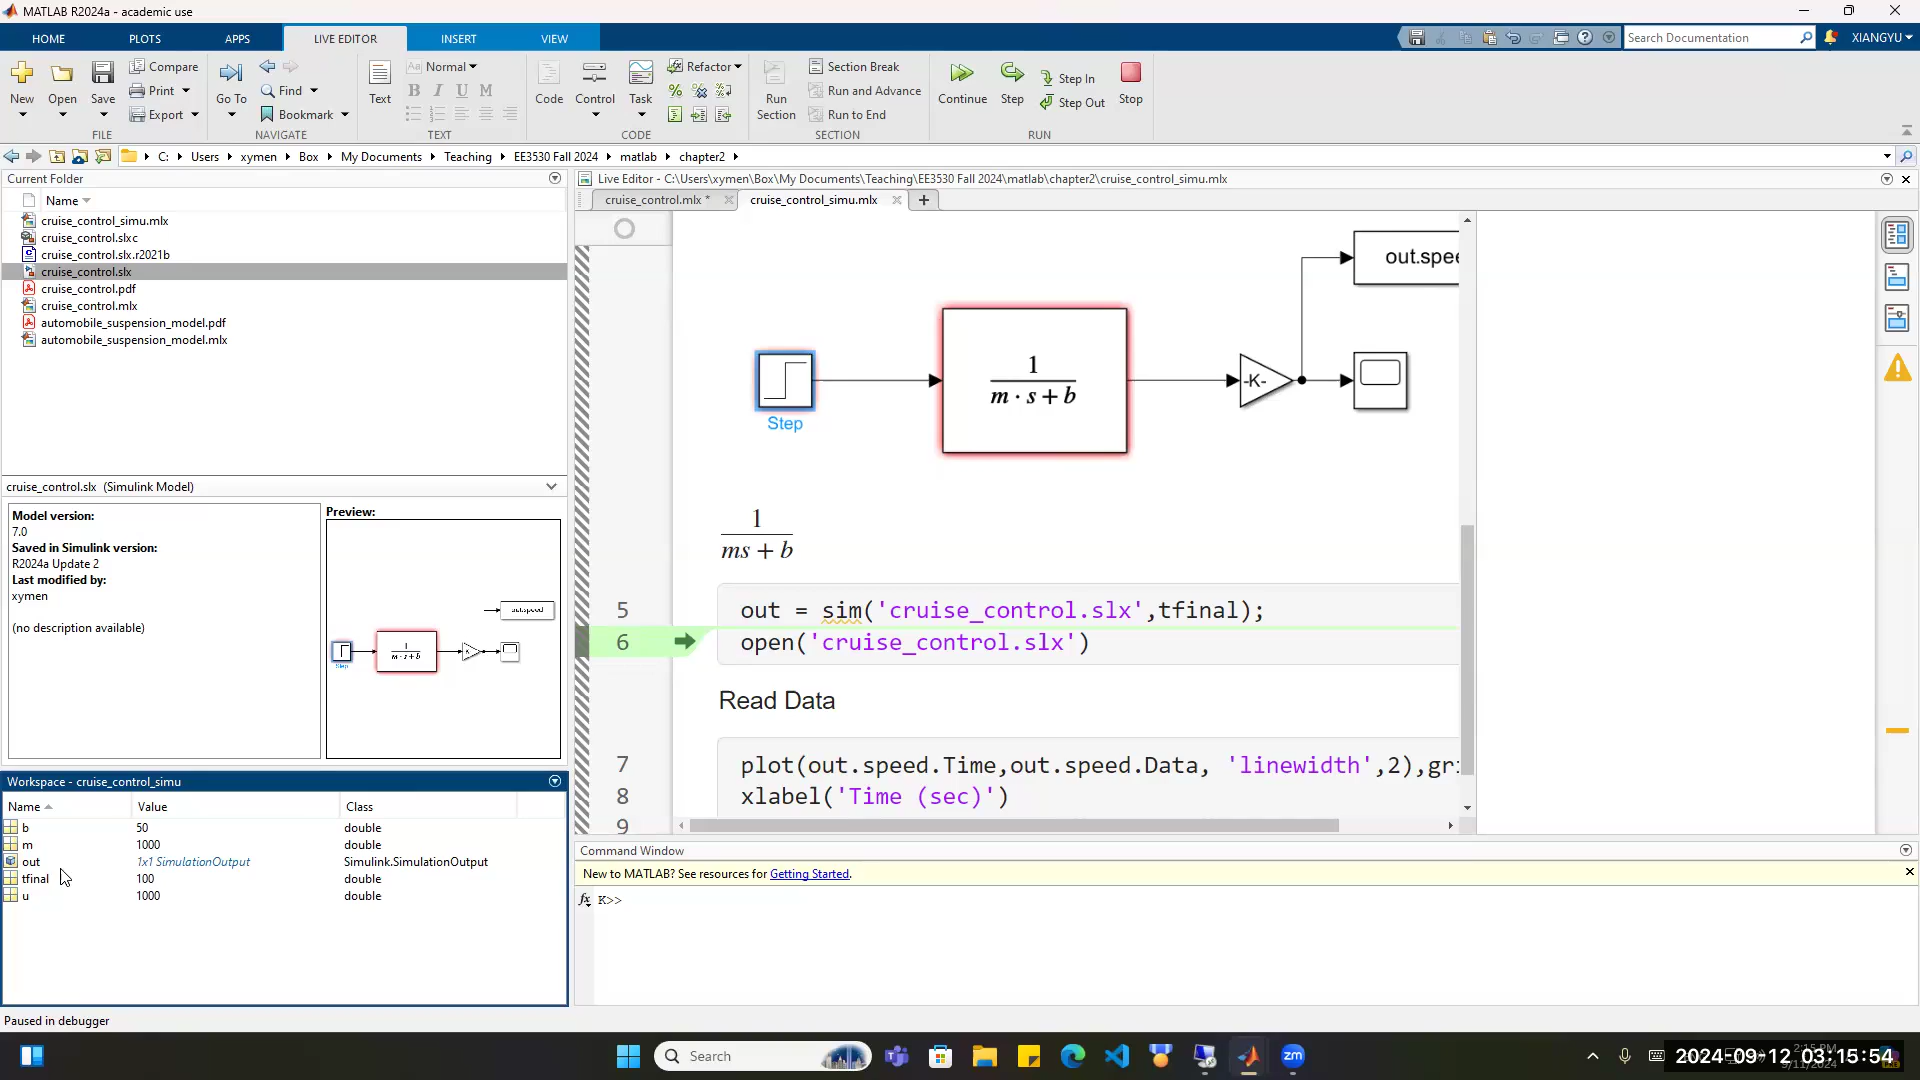 MATLAB R2024a - academic use
HOME PLOTS APPS LIVE EDITOR INSERT VIEW
Search Documentation XIANGYU
New Open Save Compare Print Export
FILE
Go To Find Bookmark
NAVIGATE
Text Aa Normal
B I U M
TEXT
Code Control Task Refactor
CODE
Run Section Section Break
Run and Advance
Run to End
SECTION
Continue Step Step In
Step Out
Stop
RUN
C: Users xymen Box My Documents Teaching EE3530 Fall 2024 matlab chapter2
Current Folder
Name
cruise_control_simu.mlx
cruise_control.slxc
cruise_control.slx.r2021b
cruise_control.slx
cruise_control.pdf
cruise_control.mlx
automobile_suspension_model.pdf
automobile_suspension_model.mlx
cruise_control.slx (Simulink Model)
Model version:
7.0
Saved in Simulink version:
R2024a Update 2
Last modified by:
xymen
(no description available)
Preview:
out.speed
1
m·s+b
Step
Workspace - cruise_control_simu
Name Value Class
b 50 double
m 1000 double
out 1x1 SimulationOutput Simulink.SimulationOutput
tfinal 100 double
u 1000 double
Live Editor - C:\Users\xymen\Box\My Documents\Teaching\EE3530 Fall 2024\matlab\chapter2\cruise_control_simu.mlx
cruise_control.mlx * cruise_control_simu.mlx
out.spee
1
m · s + b
-K-
Step
1
ms + b
5 out = sim('cruise_control.slx',tfinal);
6 open('cruise_control.slx')
Read Data
7 plot(out.speed.Time,out.speed.Data, 'linewidth',2),gri
8 xlabel('Time (sec)')
9
Command Window
New to MATLAB? See resources for Getting Started.
fx K>>
Paused in debugger
Search
zm
2024-09-12 03:15:54